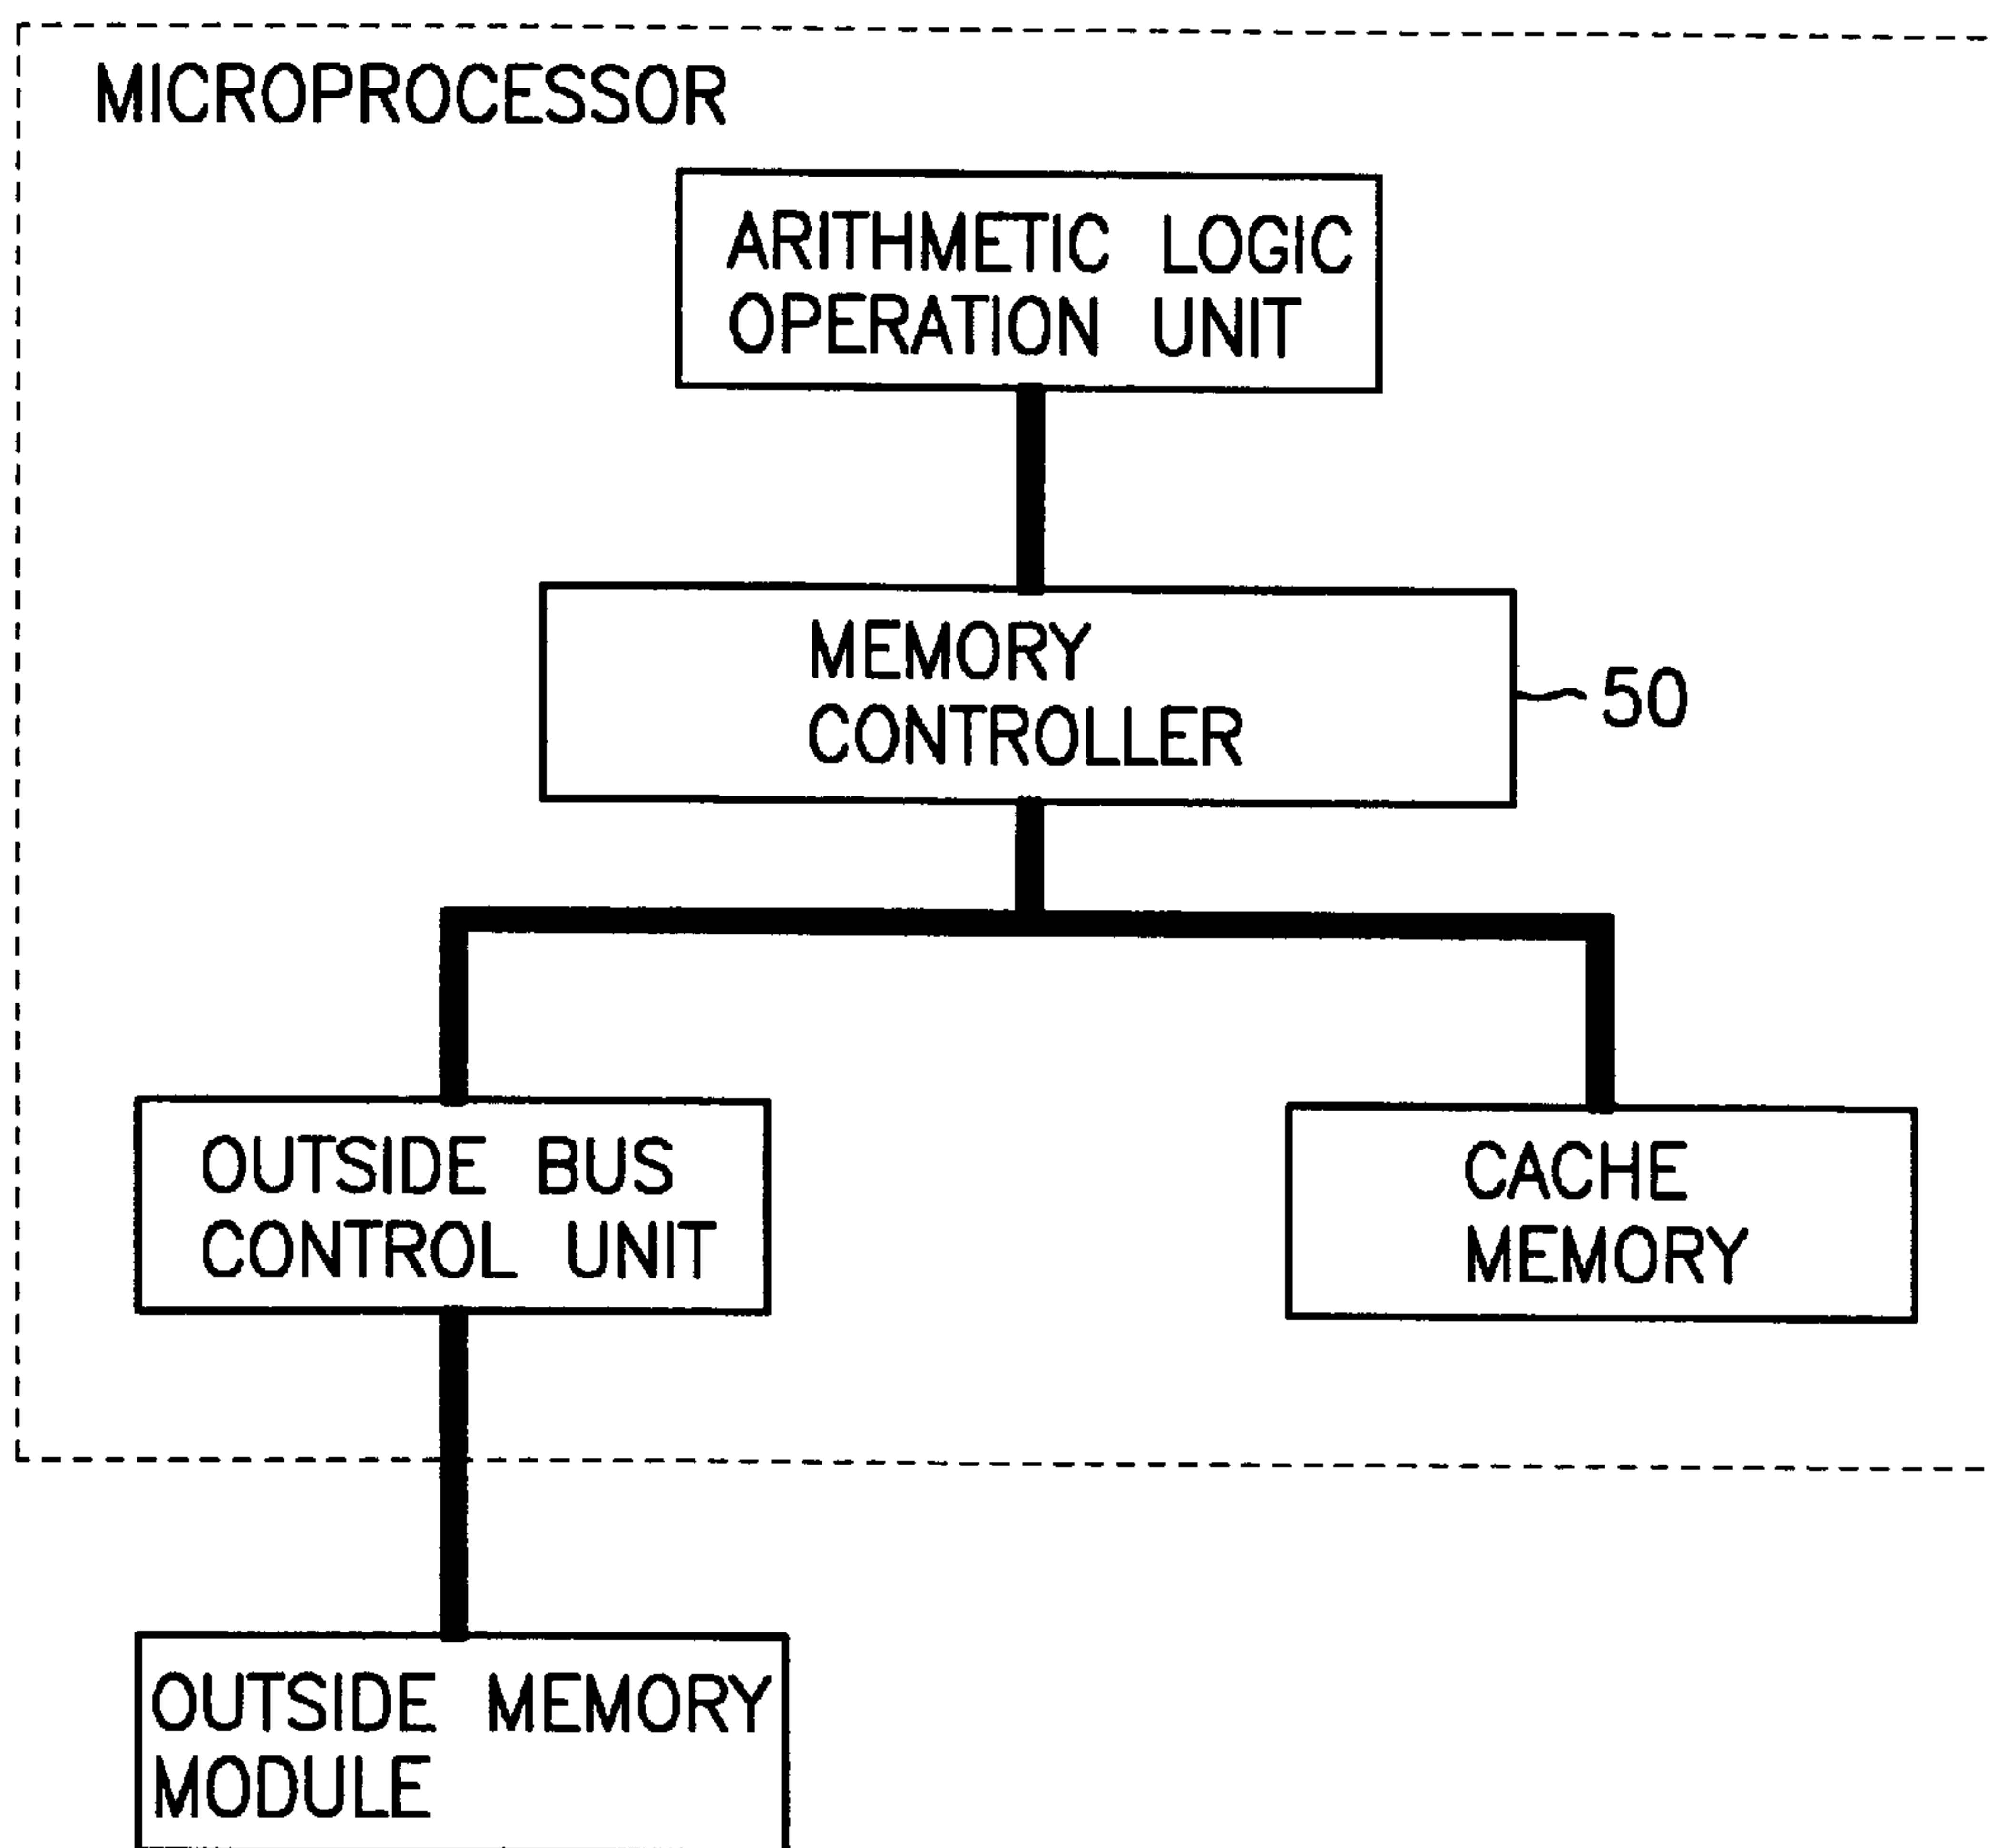 MICROPROCESSOR
ARITHMETIC LOGIC
OPERATION UNIT
MEMORY
CONTROLLER
50
OUTSIDE BUS
CONTROL UNIT
CACHE
MEMORY
OUTSIDE MEMORY
MODULE